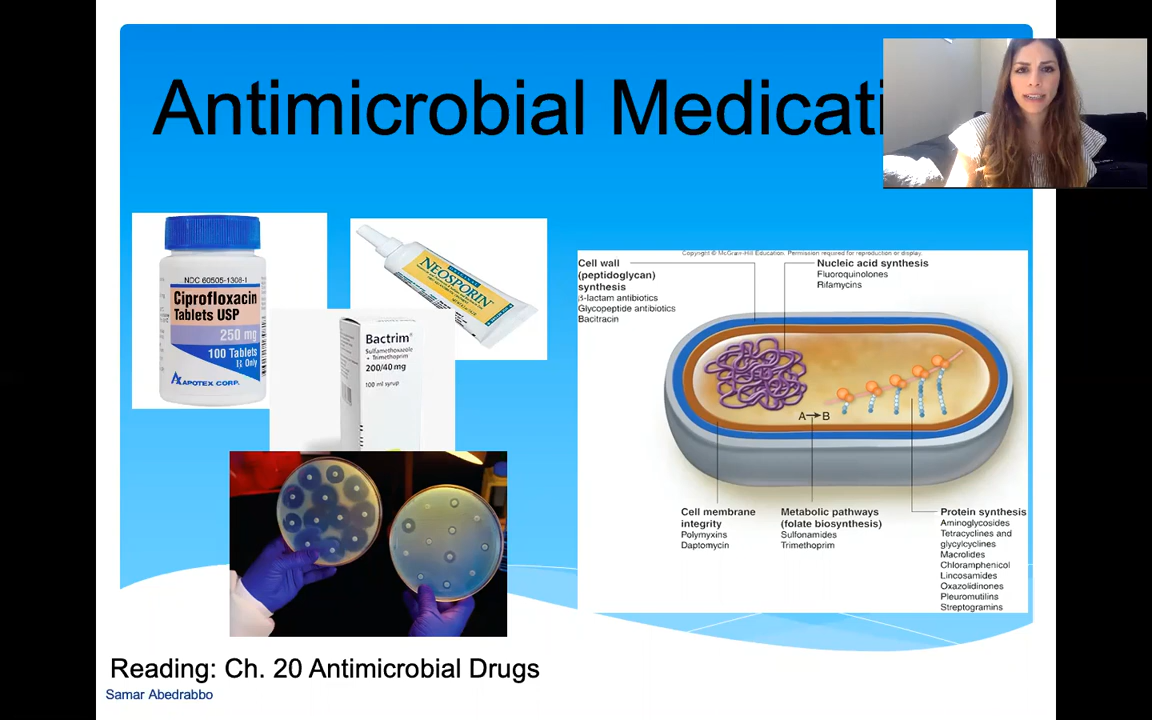 Antimicrobial Medicati
NDC 60505-1308-1
Ciprofloxacin
Tablets USP
250 mg
100 Tablets
Rx Only
APOTEX CORP.
NEOSPORIN
Bactrim
Sulfamethoxazole
+ Trimethoprim
200/40 mg
100 ml syrup
Copyright © McGraw-Hill Education. Permission required for reproduction or display.
Cell wall
(peptidoglycan)
synthesis
β-lactam antibiotics
Glycopeptide antibiotics
Bacitracin
Nucleic acid synthesis
Fluoroquinolones
Rifamycins
A → B
Cell membrane
integrity
Polymyxins
Daptomycin
Metabolic pathways
(folate biosynthesis)
Sulfonamides
Trimethoprim
Protein synthesis
Aminoglycosides
Tetracyclines and
glycylcyclines
Macrolides
Chloramphenicol
Lincosamides
Oxazolidinones
Pleuromutilins
Streptogramins
Reading: Ch. 20 Antimicrobial Drugs
Samar Abedrabbo